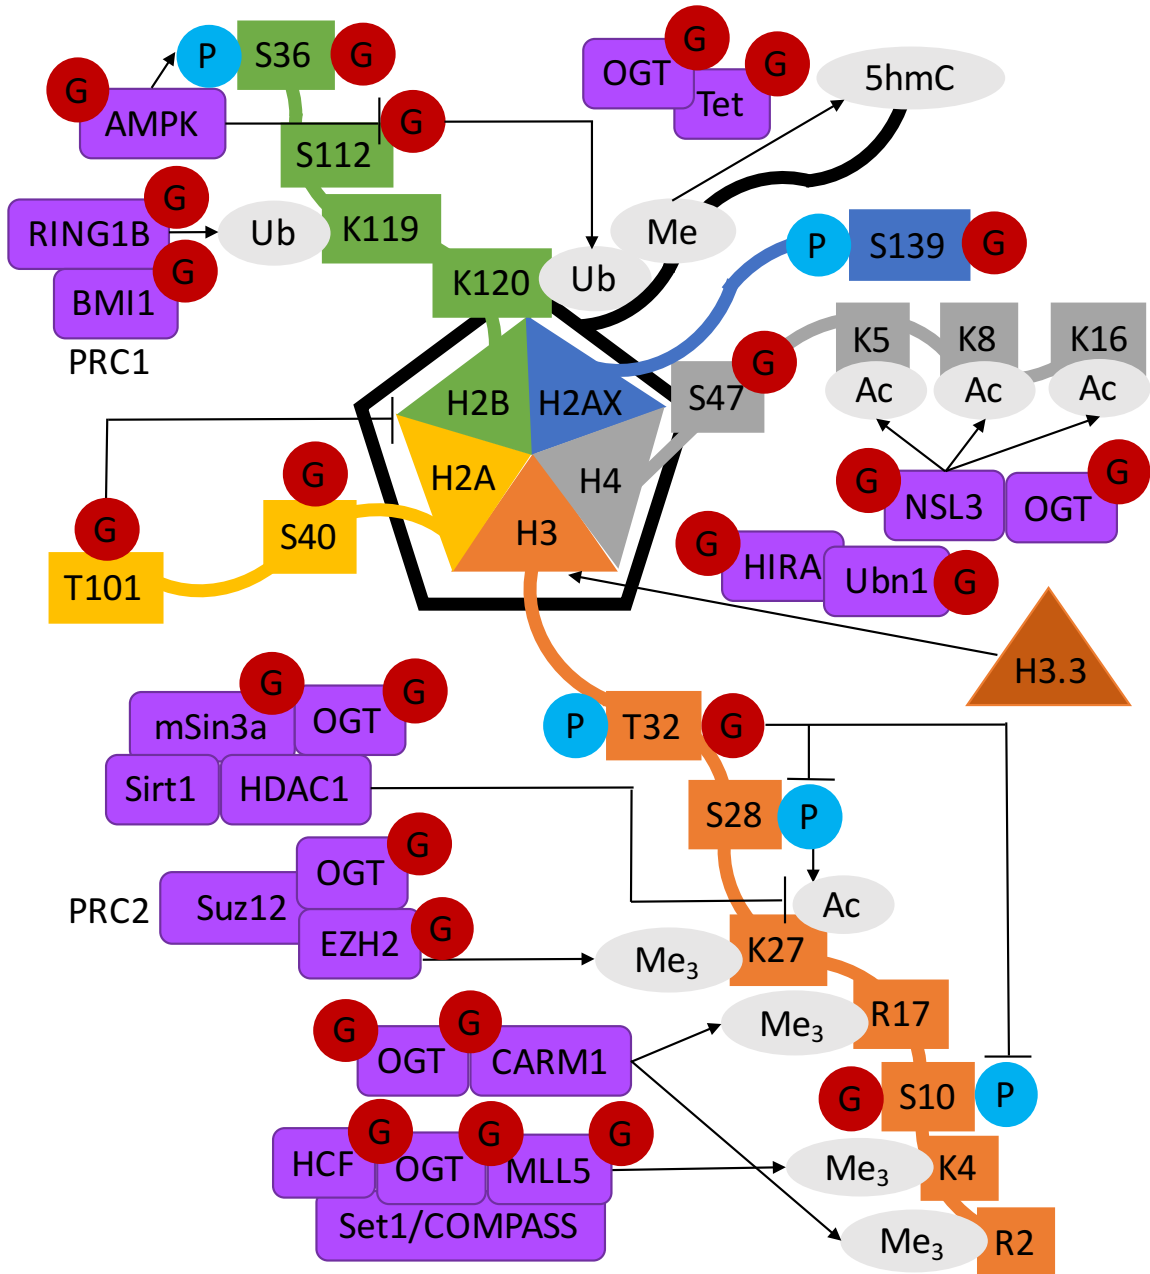 P S36 G
OGT G
G
Tet
5hmC
G
AMPK
G
S112
G
RING1B
Ub
K119
Me
P S139 G
G
BMI1
K120
Ub
PRC1
K5 K8 K16
G
S47
Ac Ac Ac
H2B H2AX
G
H2A
H4
G
NSL3
OGT
G
G
T101
S40
H3
G
HIRA
Ubn1
G
H3.3
G
G
mSin3a
OGT
P T32 G
Sirt1
HDAC1
S28 P
G
OGT
PRC2
Suz12
G
EZH2
Ac
K27
Me3
G
G
OGT
CARM1
Me3
R17
G S10 P
G
G
G
HCF
OGT
MLL5
Me3
K4
Set1/COMPASS
Me3
R2